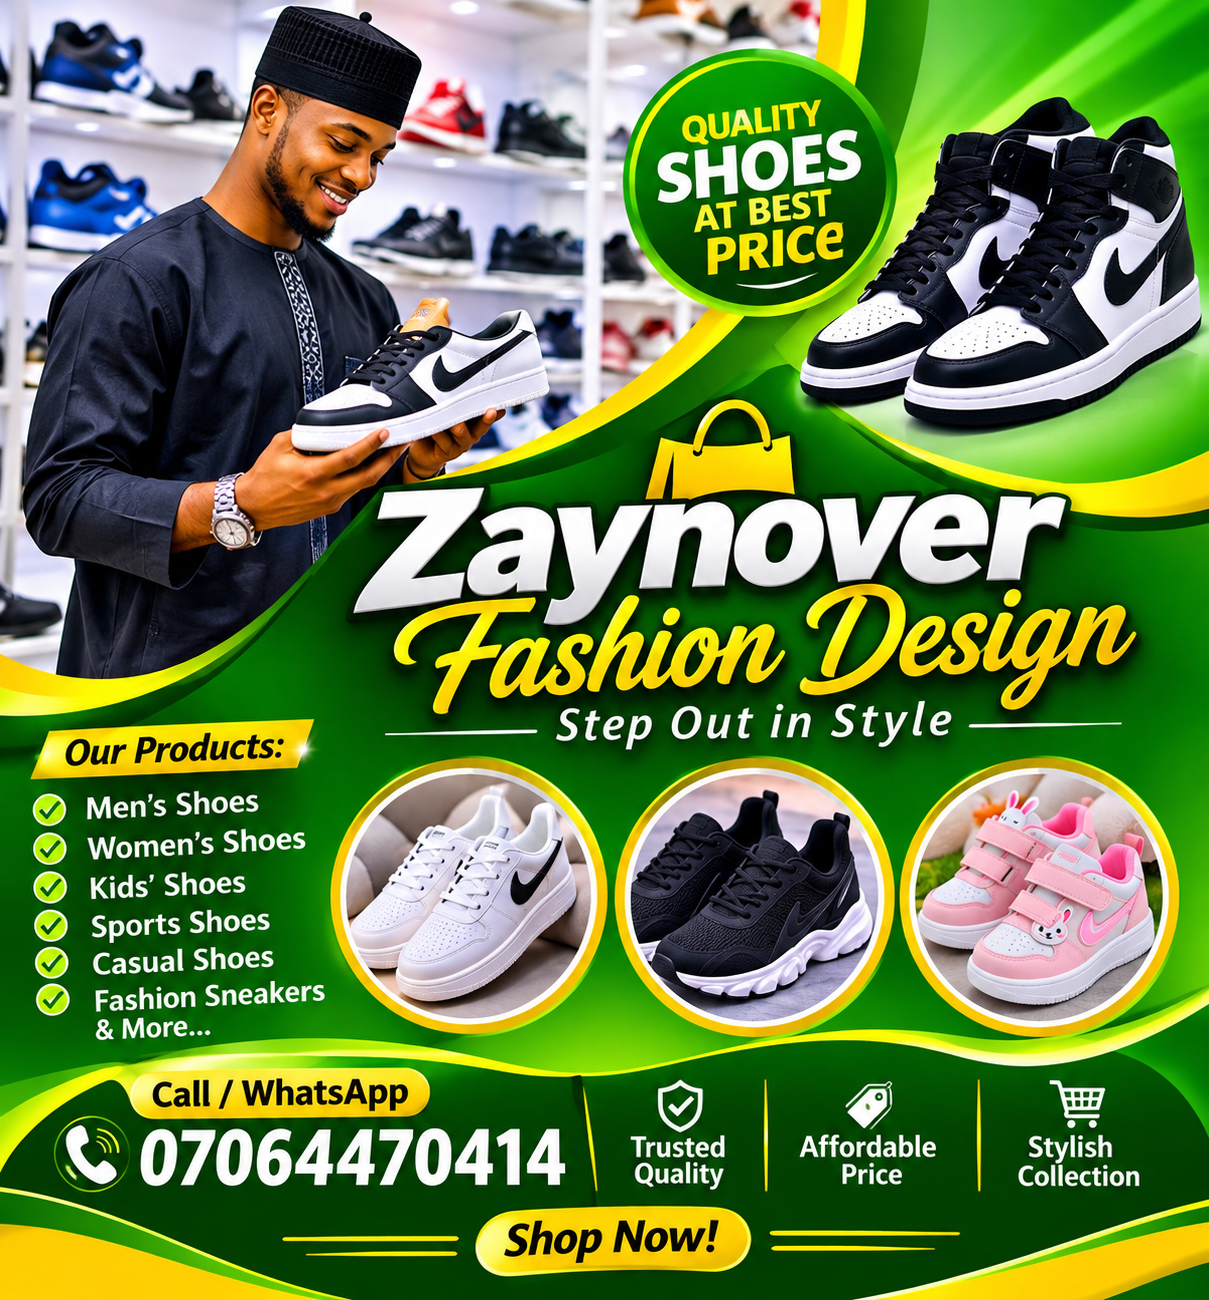 QUALITY
SHOES
AT BEST
PRICe
Zaynover
Fashion Design
Step Out in Style
Our Products:
Men's Shoes
Women's Shoes
Kids' Shoes
Sports Shoes
Casual Shoes
Fashion Sneakers
& More...
Call / WhatsApp
07064470414
Trusted
Quality
Affordable
Price
Stylish
Collection
Shop Now!